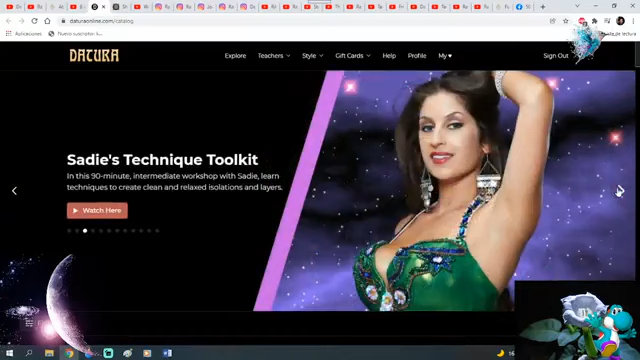 daturaonline.com/catalog
Aplicaciones
DATURA
Explore
Teachers
Style
Gift Cards
Help
Profile
My ♥
Sign Out
Sadie's Technique Toolkit
In this 90-minute, intermediate workshop with Sadie, learn
techniques to create clean and relaxed isolations and layers.
Watch Here